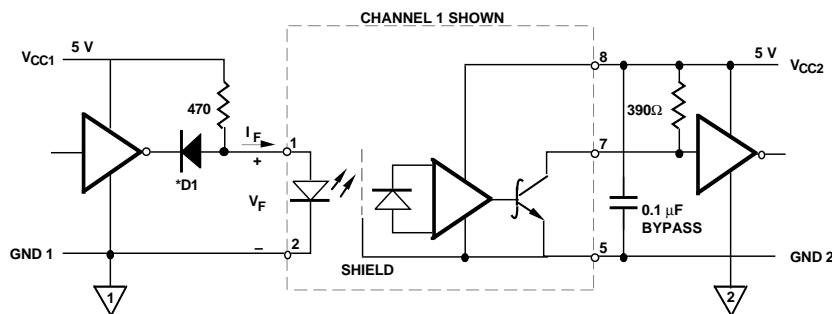 CHANNEL 1 SHOWN
VCC1
5 V
470
IF
+
1
*D1
VF
GND 1
–
2
SHIELD
1
8
5 V
VCC2
390Ω
7
0.1 µF
BYPASS
5
GND 2
2